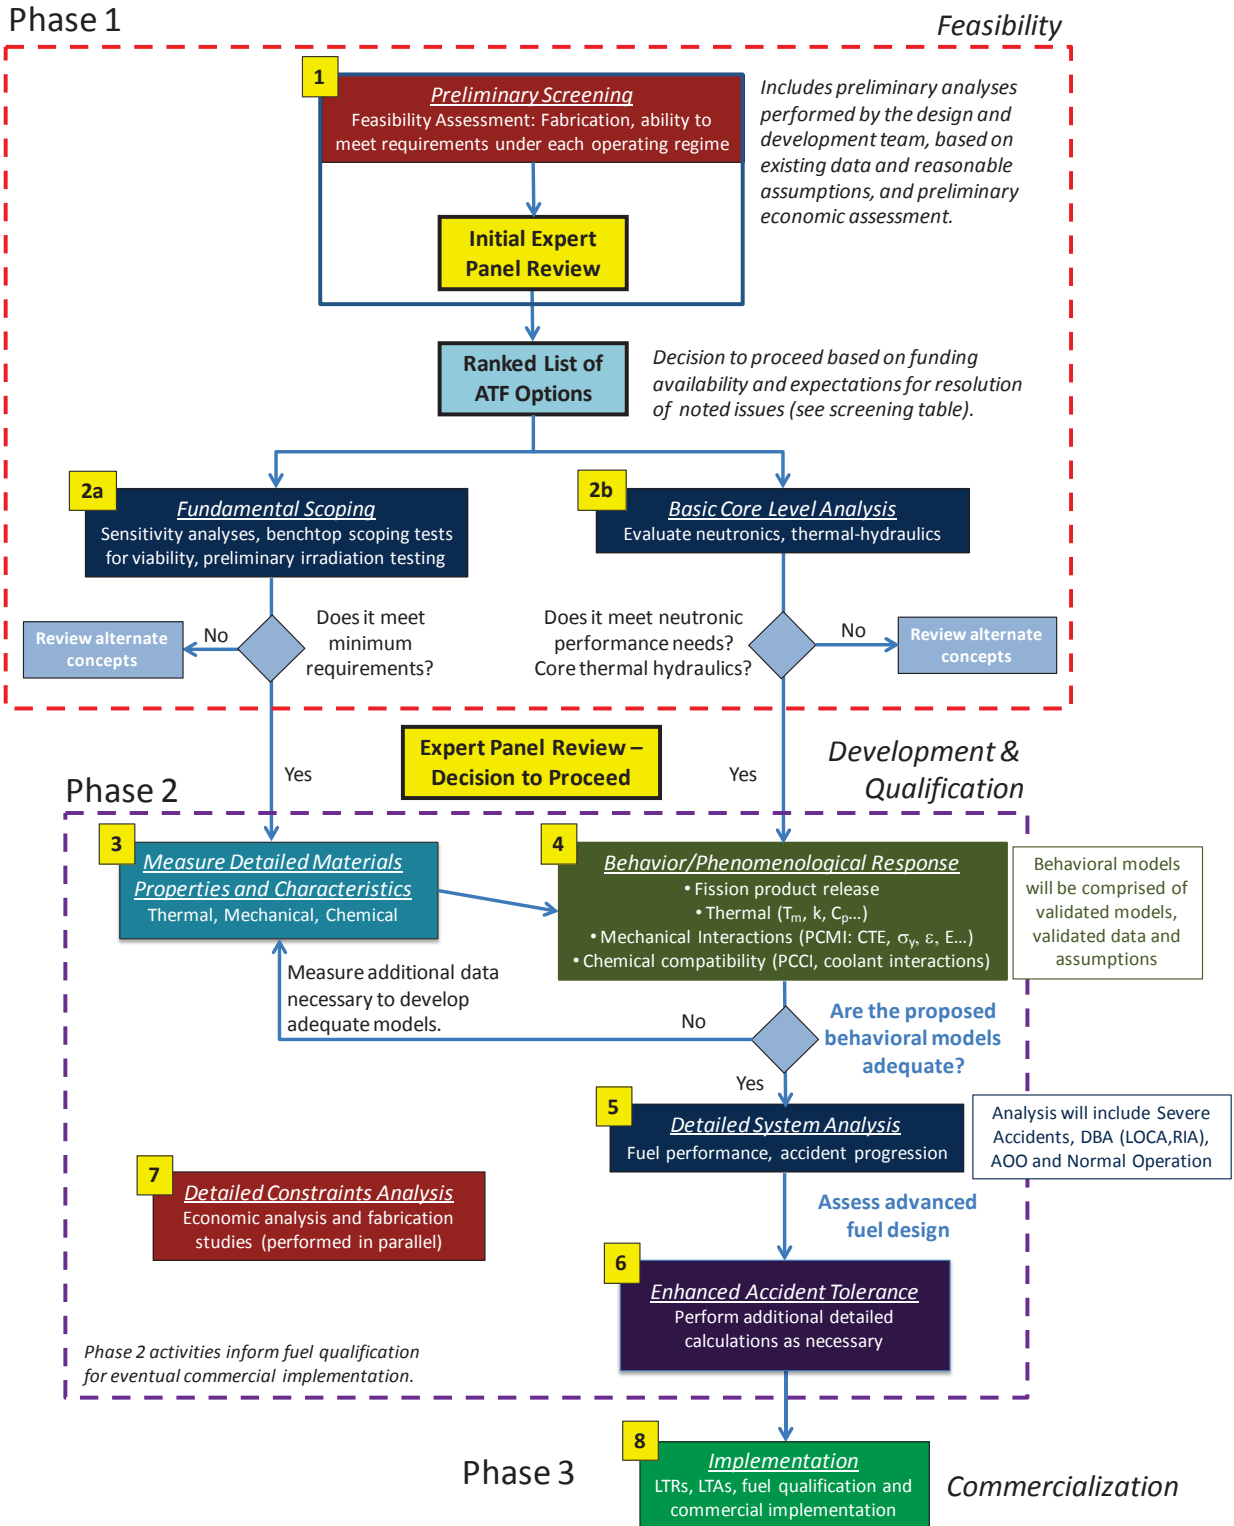 Phase 1
Feasibility
1
Preliminary Screening
Feasibility Assessment: Fabrication, ability to
meet requirements under each operating regime
Includes preliminary analyses
performed by the design and
development team, based on
existing data and reasonable
assumptions, and preliminary
economic assessment.
Initial Expert
Panel Review
Ranked List of
ATF Options
Decision to proceed based on funding
availability and expectations for resolution
of noted issues (see screening table).
2a
Fundamental Scoping
Sensitivity analyses, benchtop scoping tests
for viability, preliminary irradiation testing
2b
Basic Core Level Analysis
Evaluate neutronics, thermal-hydraulics
Review alternate
concepts
No
Does it meet
minimum
requirements?
Does it meet neutronic
performance needs?
Core thermal hydraulics?
No
Review alternate
concepts
Yes
Expert Panel Review –
Decision to Proceed
Yes
Development &
Qualification
Phase 2
3
Measure Detailed Materials
Properties and Characteristics
Thermal, Mechanical, Chemical
4
Behavior/Phenomenological Response
• Fission product release
• Thermal (Tm, k, Cp...)
• Mechanical Interactions (PCMI: CTE, σy, ε, E...)
• Chemical compatibility (PCCI, coolant interactions)
Behavioral models
will be comprised of
validated models,
validated data and
assumptions
Measure additional data
necessary to develop
adequate models.
No
Are the proposed
behavioral models
adequate?
Yes
5
Detailed System Analysis
Fuel performance, accident progression
Analysis will include Severe
Accidents, DBA (LOCA,RIA),
AOO and Normal Operation
7
Detailed Constraints Analysis
Economic analysis and fabrication
studies (performed in parallel)
Assess advanced
fuel design
6
Enhanced Accident Tolerance
Perform additional detailed
calculations as necessary
Phase 2 activities inform fuel qualification
for eventual commercial implementation.
Phase 3
8
Implementation
LTRs, LTAs, fuel qualification and
commercial implementation
Commercialization